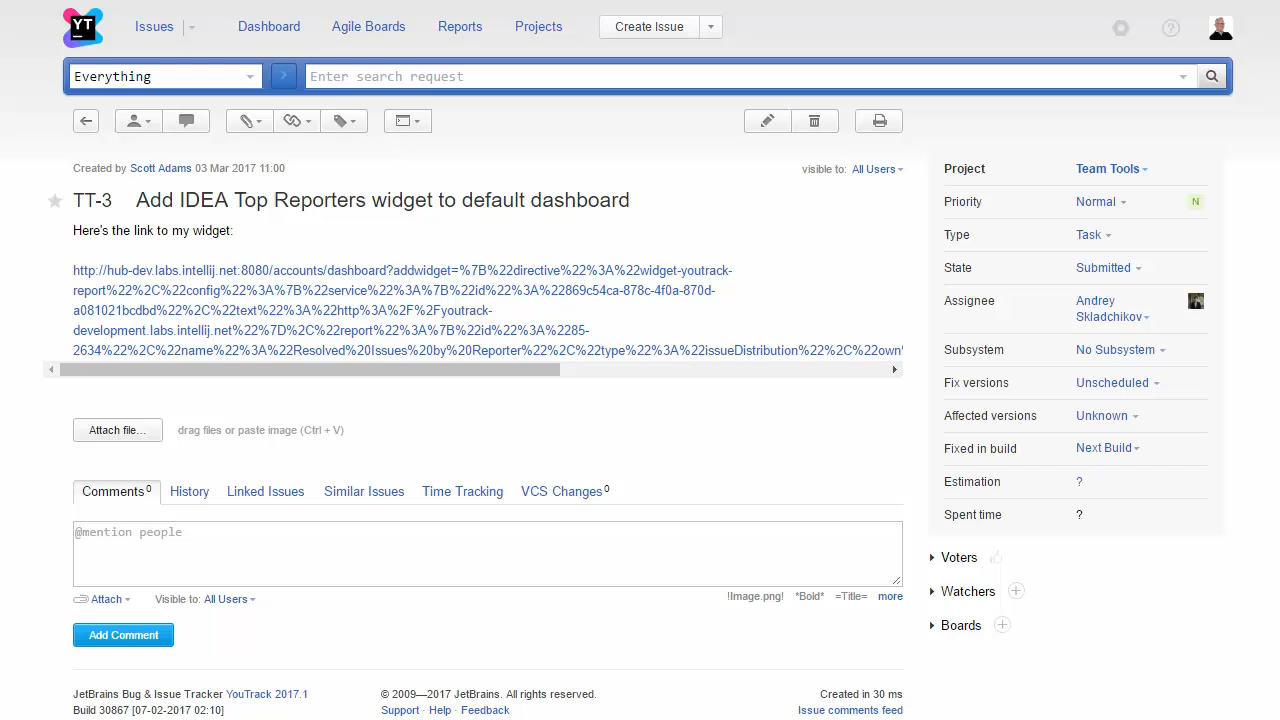 YT
Issues
Dashboard
Agile Boards
Reports
Projects
Create Issue
Everything
Enter search request
Created by Scott Adams 03 Mar 2017 11:00
visible to: All Users
TT-3 Add IDEA Top Reporters widget to default dashboard
Here's the link to my widget:
http://hub-dev.labs.intellij.net:8080/accounts/dashboard?addwidget=%7B%22directive%22%3A%22widget-youtrack-
report%22%2C%22config%22%3A%7B%22service%22%3A%7B%22id%22%3A%22869c54ca-878c-4f0a-870d-
a081021bcdbd%22%2C%22text%22%3A%22http%3A%2F%2Fyoutrack-
development.labs.intellij.net%22%7D%2C%22report%22%3A%7B%22id%22%3A%2285-
2634%22%2C%22name%22%3A%22Resolved%20Issues%20by%20Reporter%22%2C%22type%22%3A%22issueDistribution%22%2C%22own
Attach file...
drag files or paste image (Ctrl + V)
Comments 0
History
Linked Issues
Similar Issues
Time Tracking
VCS Changes 0
@mention people
Attach
Visible to: All Users
!Image.png! *Bold* =Title= more
Add Comment
Project Team Tools
Priority Normal N
Type Task
State Submitted
Assignee Andrey
Skladchikov
Subsystem No Subsystem
Fix versions Unscheduled
Affected versions Unknown
Fixed in build Next Build
Estimation ?
Spent time ?
Voters
Watchers
Boards
JetBrains Bug & Issue Tracker YouTrack 2017.1
Build 30867 [07-02-2017 02:10]
© 2009—2017 JetBrains. All rights reserved.
Support · Help · Feedback
Created in 30 ms
Issue comments feed